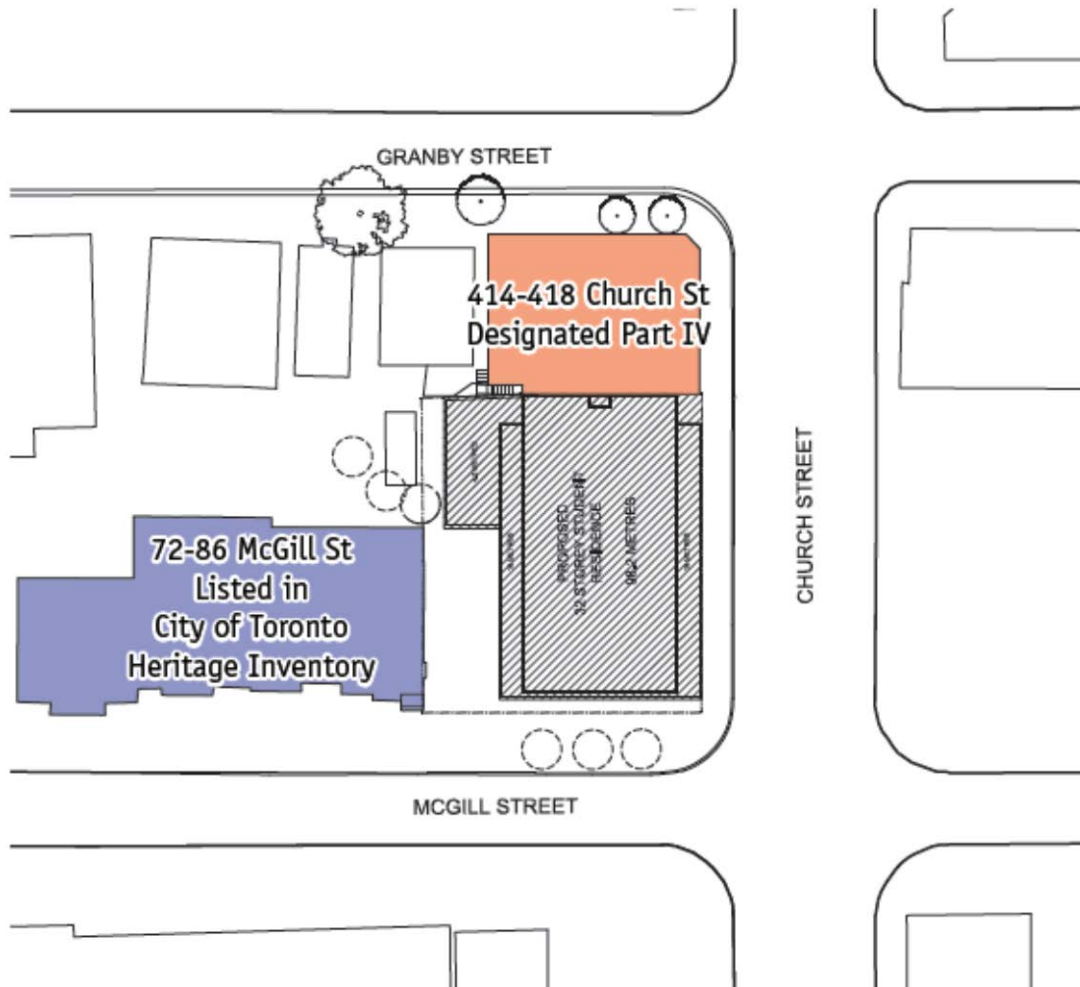 GRANBY STREET
414-418 Church St
Designated Part IV
CHURCH STREET
PROPOSED
32 STOREY STUDENT
RESIDENCE
98.2 METRES
72-86 McGill St
Listed in
City of Toronto
Heritage Inventory
MCGILL STREET